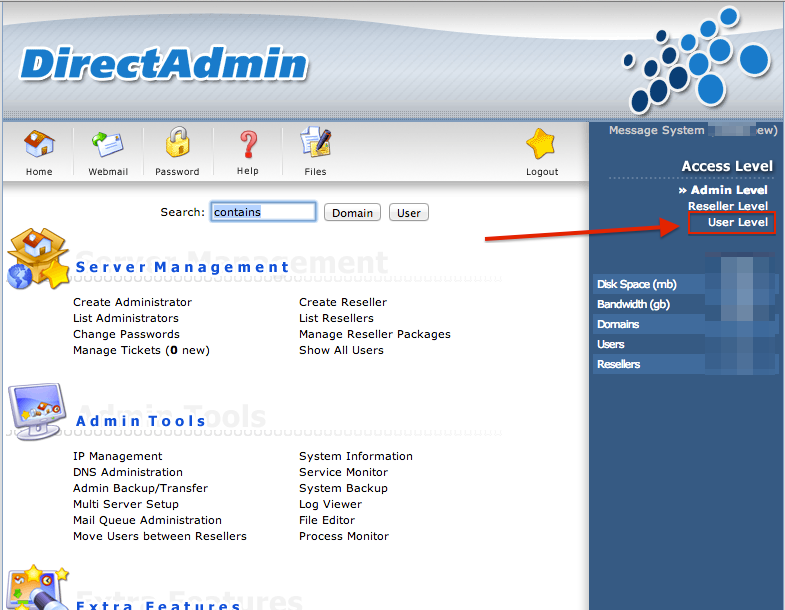 DirectAdmin
Home
Webmail
Password
Help
Files
Logout
Message System
ew)
Access Level
» Admin Level
Reseller Level
User Level
Search: contains Domain User
Server Management
Create Administrator
Create Reseller
List Administrators
List Resellers
Change Passwords
Manage Reseller Packages
Manage Tickets (0 new)
Show All Users
Disk Space (mb)
Bandwidth (gb)
Domains
Users
Resellers
Admin Tools
IP Management
System Information
DNS Administration
Service Monitor
Admin Backup/Transfer
System Backup
Multi Server Setup
Log Viewer
Mail Queue Administration
File Editor
Move Users between Resellers
Process Monitor
Extra Features